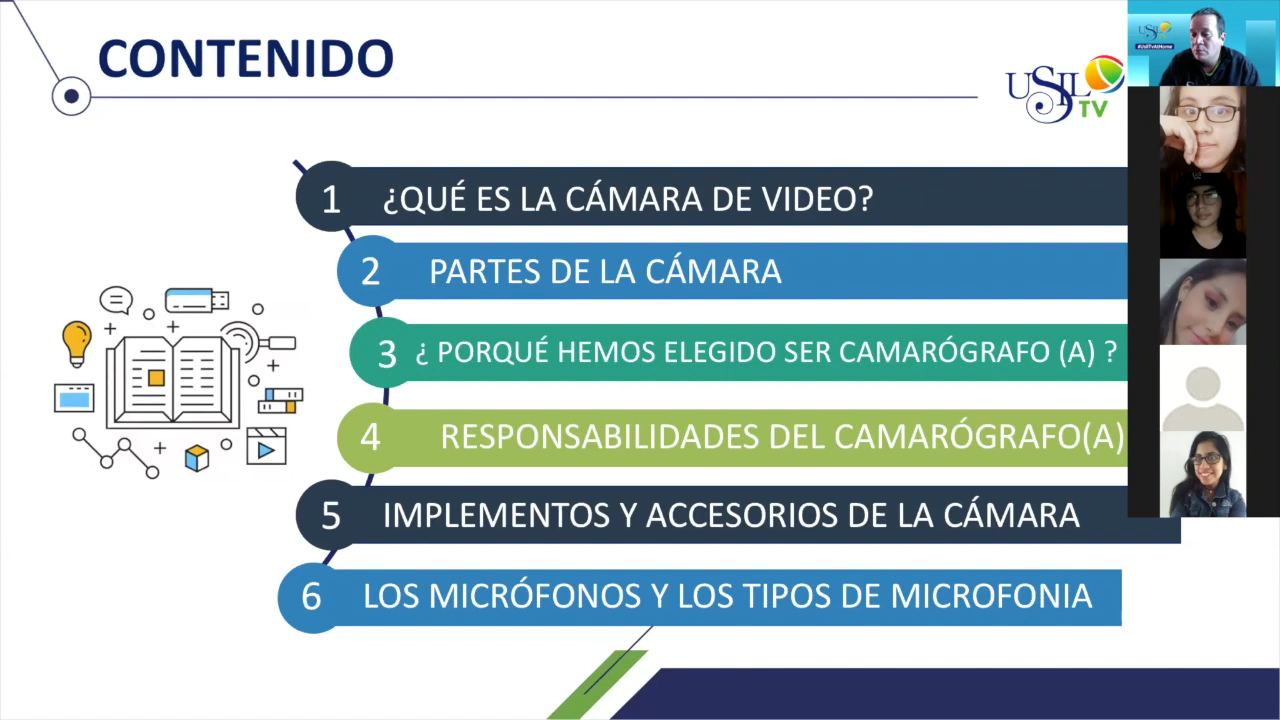 CONTENIDO
USIL
TV
USIL
#UsilTvAtHome
1 ¿QUÉ ES LA CÁMARA DE VIDEO?
2 PARTES DE LA CÁMARA
3 ¿ PORQUÉ HEMOS ELEGIDO SER CAMARÓGRAFO (A) ?
4 RESPONSABILIDADES DEL CAMARÓGRAFO(A)
5 IMPLEMENTOS Y ACCESORIOS DE LA CÁMARA
6 LOS MICRÓFONOS Y LOS TIPOS DE MICROFONIA